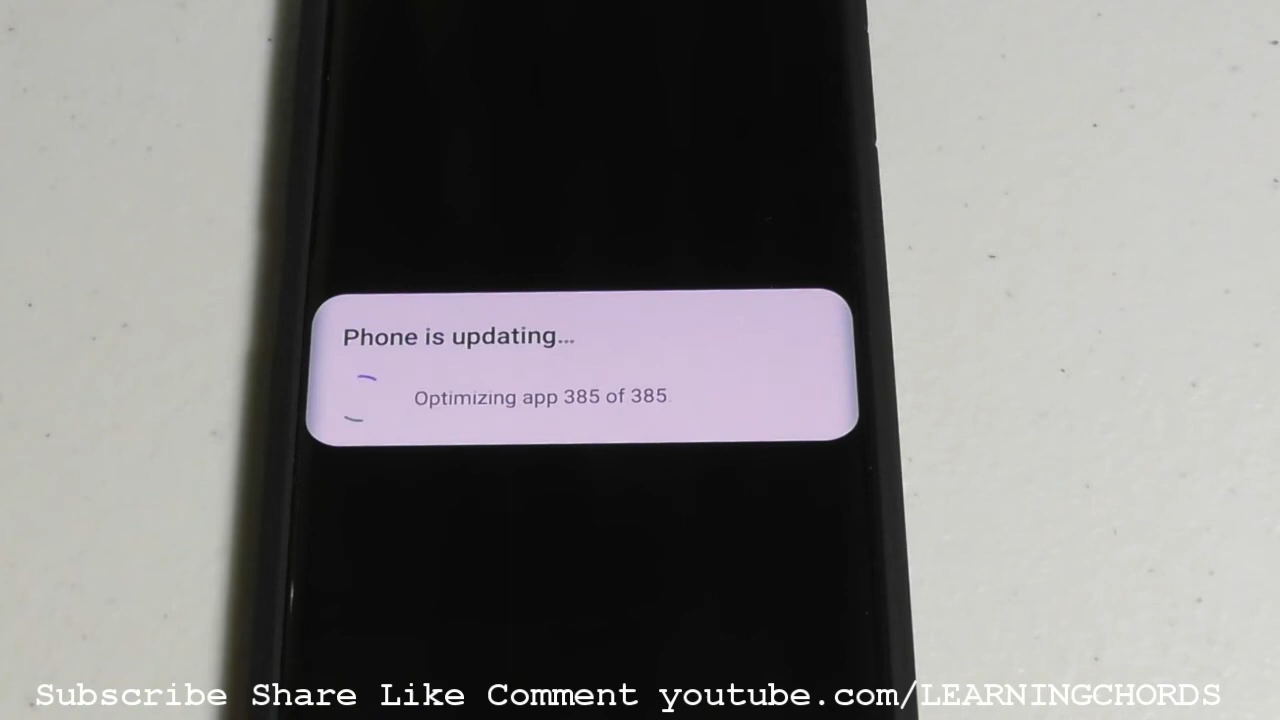 Phone is updating...
Optimizing app 385 of 385.
Subscribe Share Like Comment youtube.com/LEARNINGCHORDS